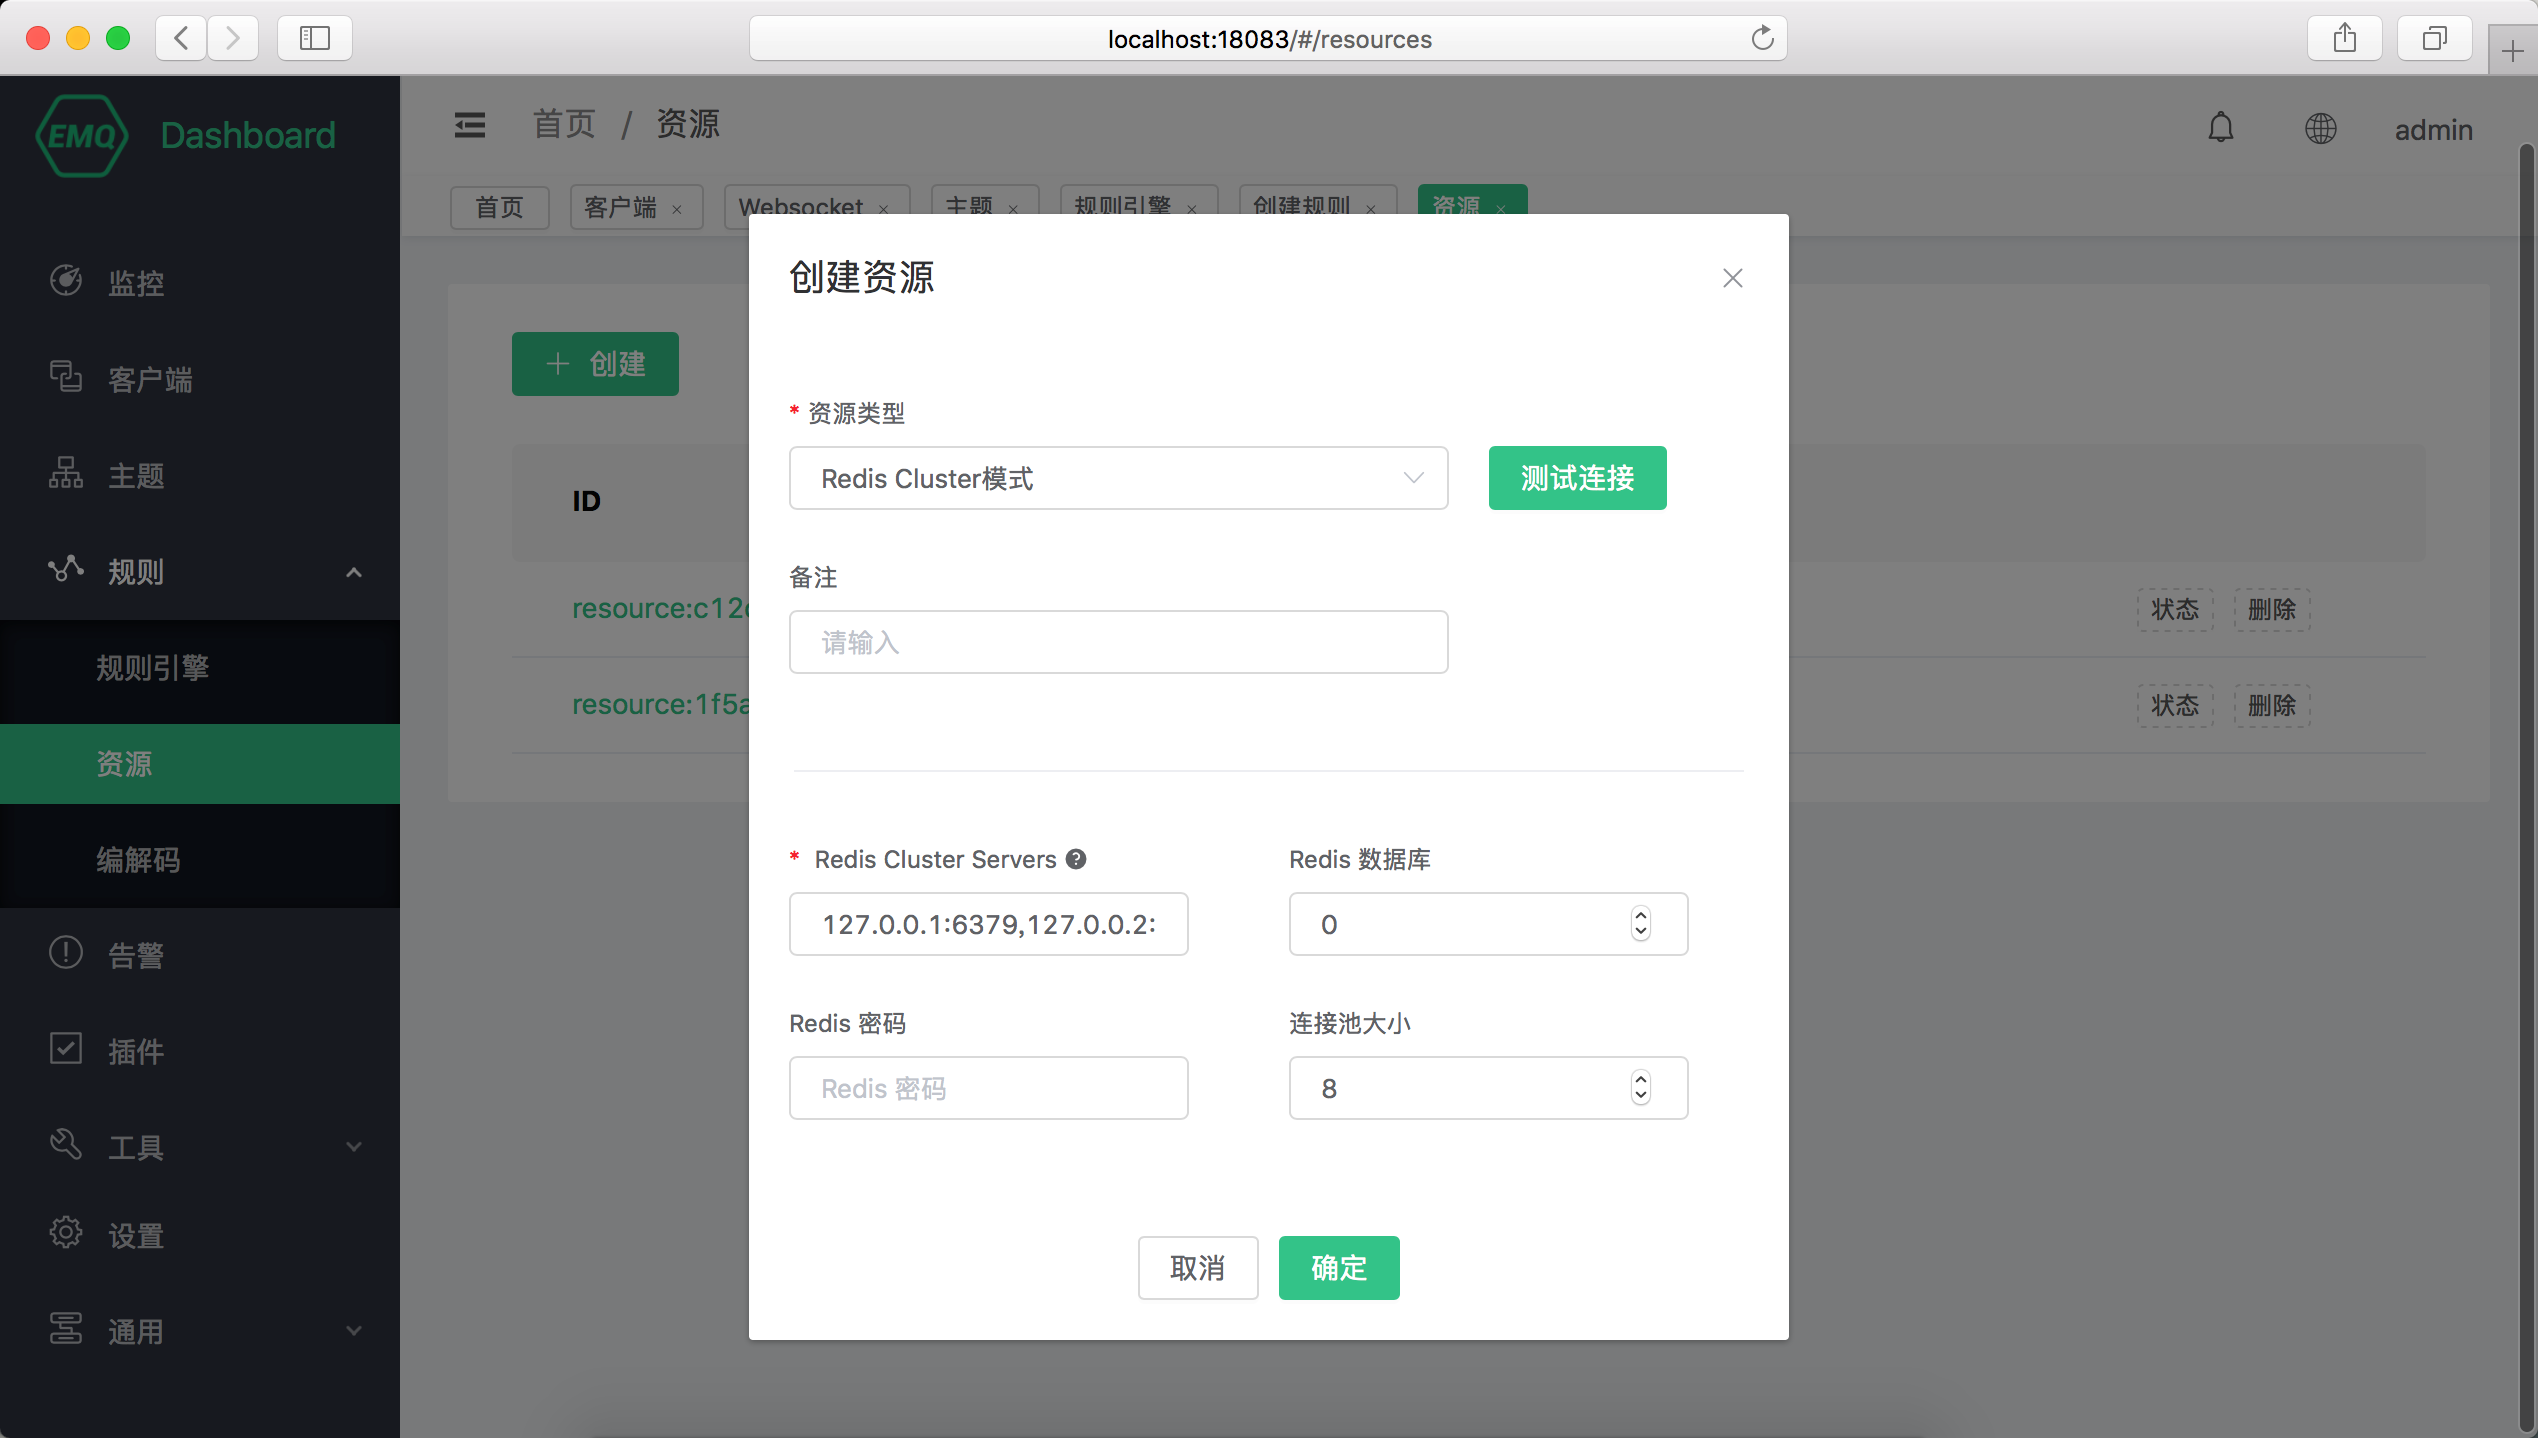 localhost:18083/#/resources
EMQ Dashboard
首页 / 资源
admin
首页 客户端 Websocket 主题 规则引擎 创建规则 资源
监控
客户端
主题
规则
规则引擎
资源
编解码
告警
插件
工具
设置
通用
创建
ID
resource:c12
状态 删除
resource:1f5a
状态 删除
创建资源
* 资源类型
Redis Cluster模式
测试连接
备注
请输入
* Redis Cluster Servers ?
Redis 数据库
127.0.0.1:6379,127.0.0.2:
0
Redis 密码
连接池大小
Redis 密码
8
取消 确定